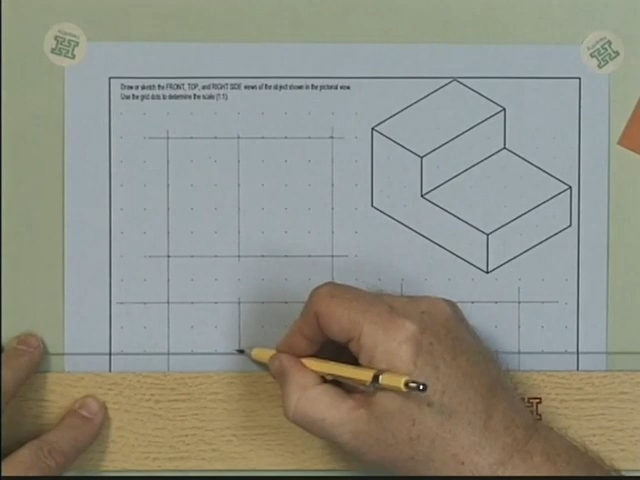 Draw or sketch the FRONT, TOP, and RIGHT SIDE views of the object shown in the pictorial view.
Use the grid dots to determine the scale (1:1).